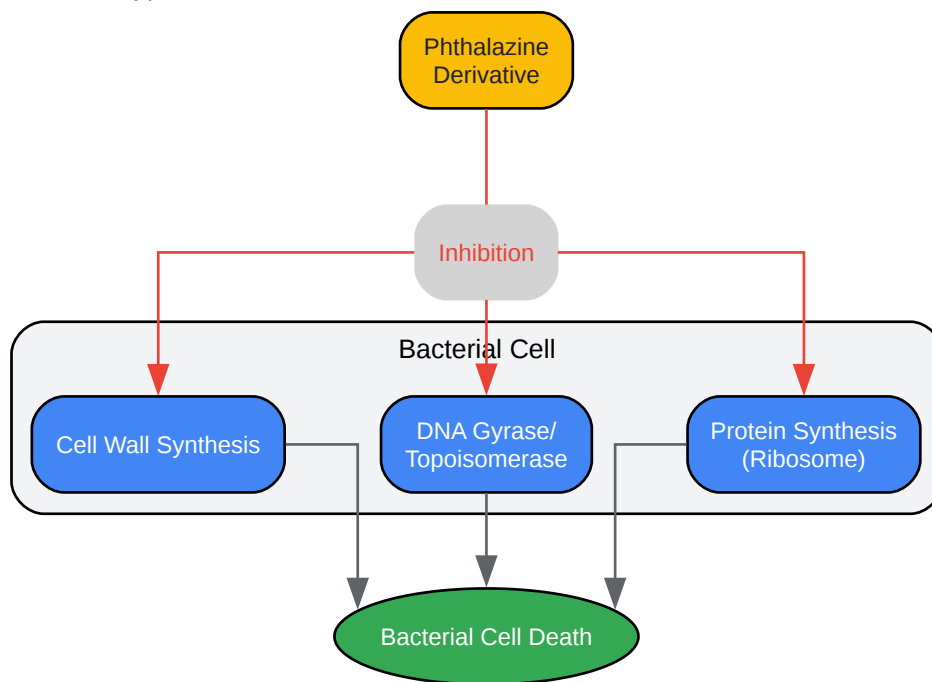 Phthalazine
Derivative
Inhibition
Bacterial Cell
Cell Wall Synthesis
DNA Gyrase/
Topoisomerase
Protein Synthesis
(Ribosome)
Bacterial Cell Death